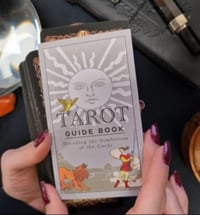 TAROT
GUIDE BOOK
Decoding the Symbolism
of the Cards